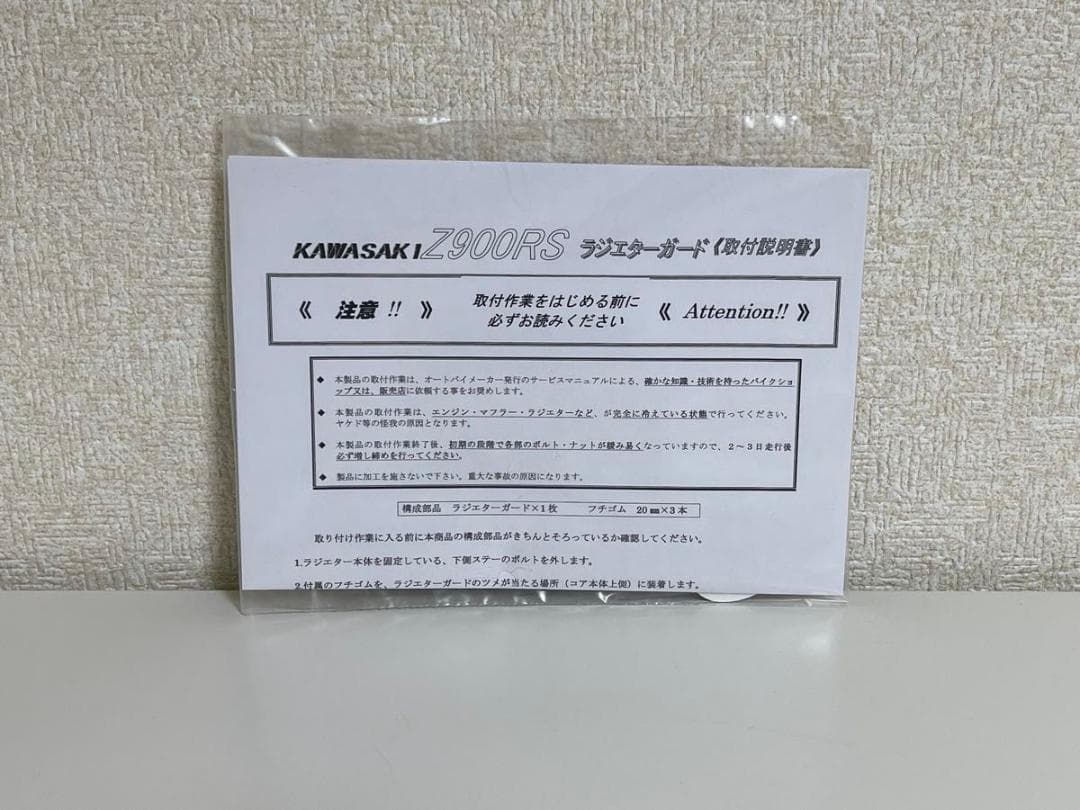 KAWASAKI Z900RS ラジエターガード《取付説明書》
《 注意 !! 》 取付作業をはじめる前に 《 Attention!! 》
必ずお読みください
◆ 本製品の取付作業は、オートバイメーカー発行のサービスマニュアルによる、確かな知識・技術を持ったバイクショ
ップ又は、販売店に依頼する事をお奨めします。
◆ 本製品の取付作業は、エンジン・マフラー・ラジエターなど、が完全に冷えている状態で行ってください。
ヤケド等の怪我の原因となります。
◆ 本製品の取付作業終了後、初期の段階で各部のボルト・ナットが緩み易くなっていますので、2～3日走行後
必ず増し締めを行ってください。
◆ 製品に加工を施さないで下さい。重大な事故の原因になります。
構成部品 ラジエターガード×1枚 フチゴム 20㎜×3本
取り付け作業に入る前に本商品の構成部品がきちんとそろっているか確認してください。
1.ラジエター本体を固定している、下側ステーのボルトを外します。
2.付属のフチゴムを、ラジエターガードのツメが当たる場所（コア本体上側）に装着します。